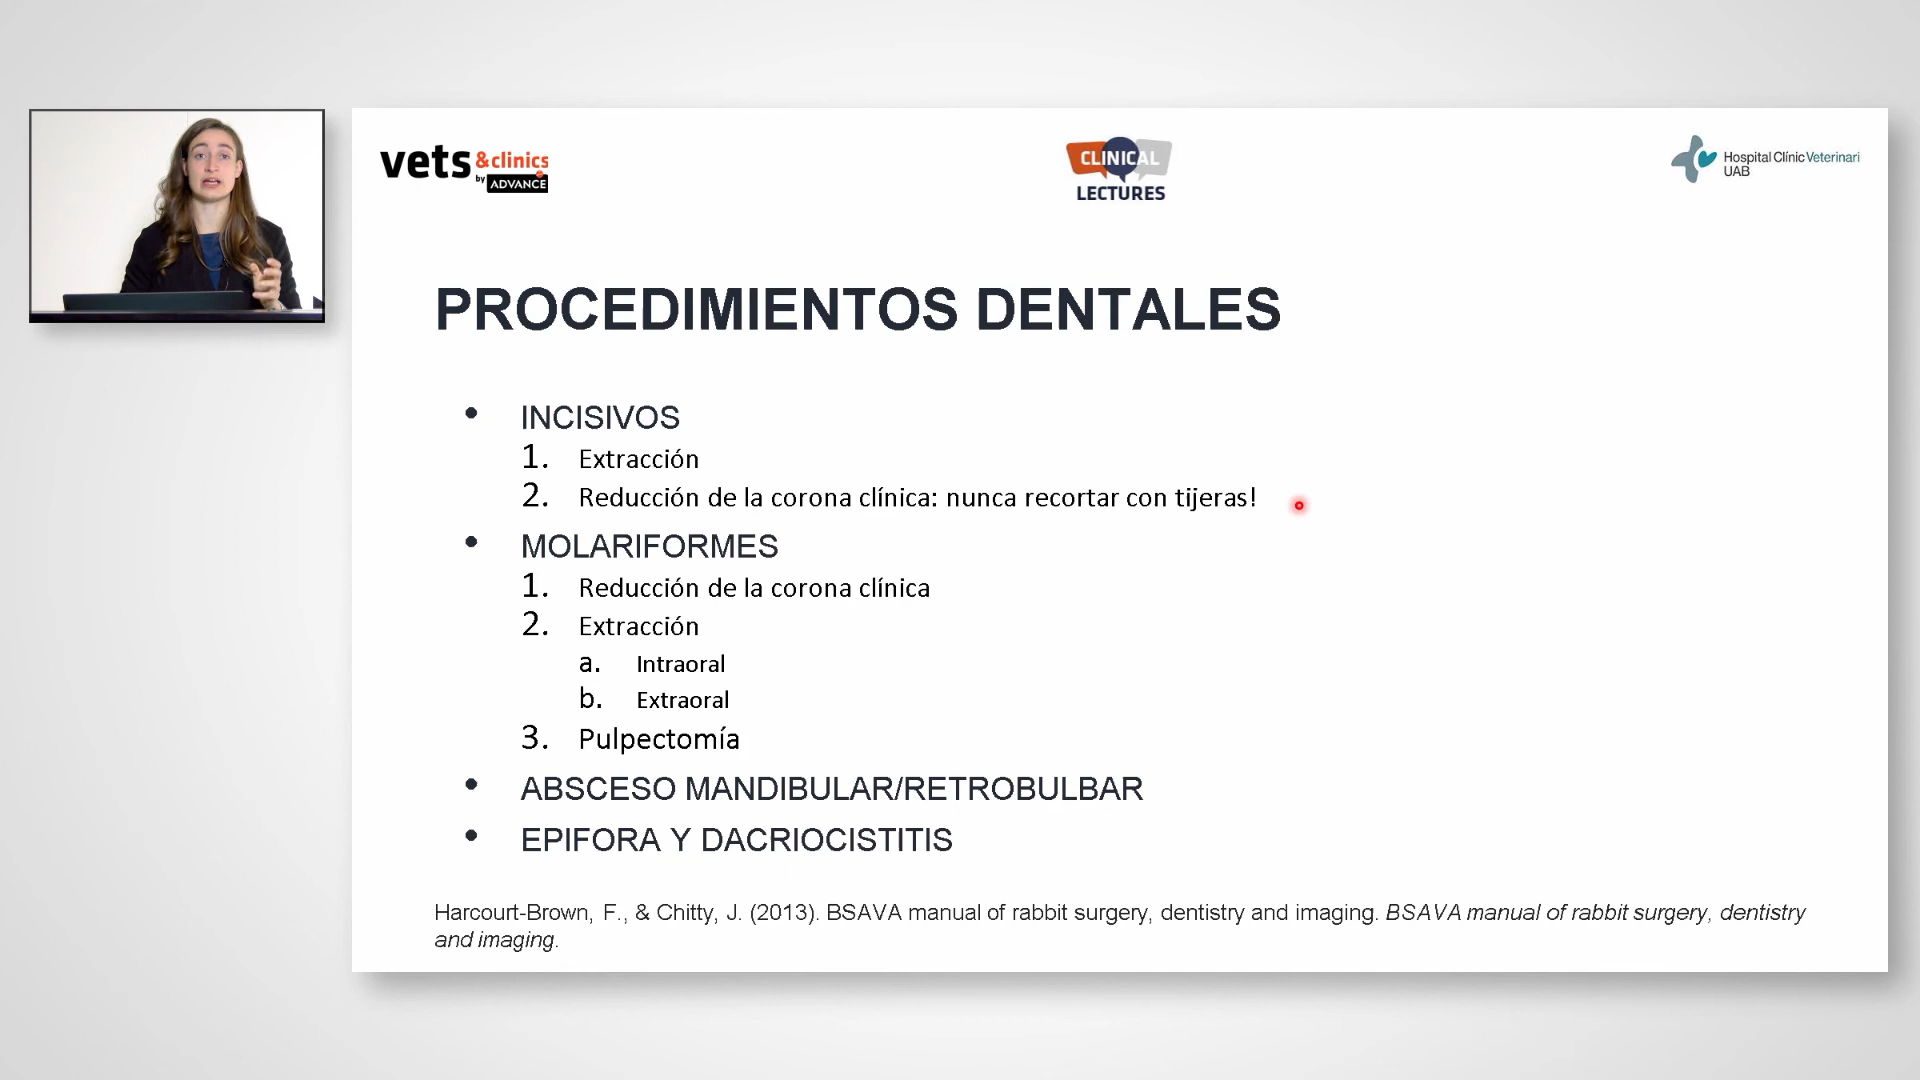 vets &clinics
by ADVANCE
CLINICAL
LECTURES
Hospital Clínic Veterinari
UAB
PROCEDIMIENTOS DENTALES
• INCISIVOS
1. Extracción
2. Reducción de la corona clínica: nunca recortar con tijeras!
• MOLARIFORMES
1. Reducción de la corona clínica
2. Extracción
a. Intraoral
b. Extraoral
3. Pulpectomía
• ABSCESO MANDIBULAR/RETROBULBAR
• EPIFORA Y DACRIOCISTITIS
Harcourt-Brown, F., & Chitty, J. (2013). BSAVA manual of rabbit surgery, dentistry and imaging. BSAVA manual of rabbit surgery, dentistry
and imaging.